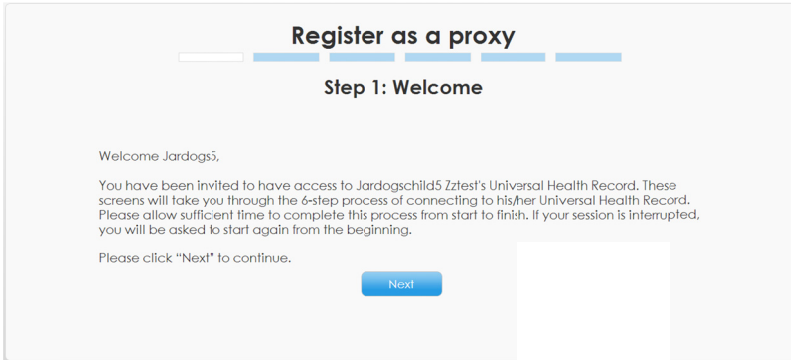 Register as a proxy
Step 1: Welcome
Welcome Jardogs5,
You have been invited to have access to Jardogschild5 Zztest's Universal Health Record. These
screens will take you through the 6-step process of connecting to his/her Universal Health Record.
Please allow sufficient time to complete this process from start to finish. If your session is interrupted,
you will be asked to start again from the beginning.
Please click “Next" to continue.
Next